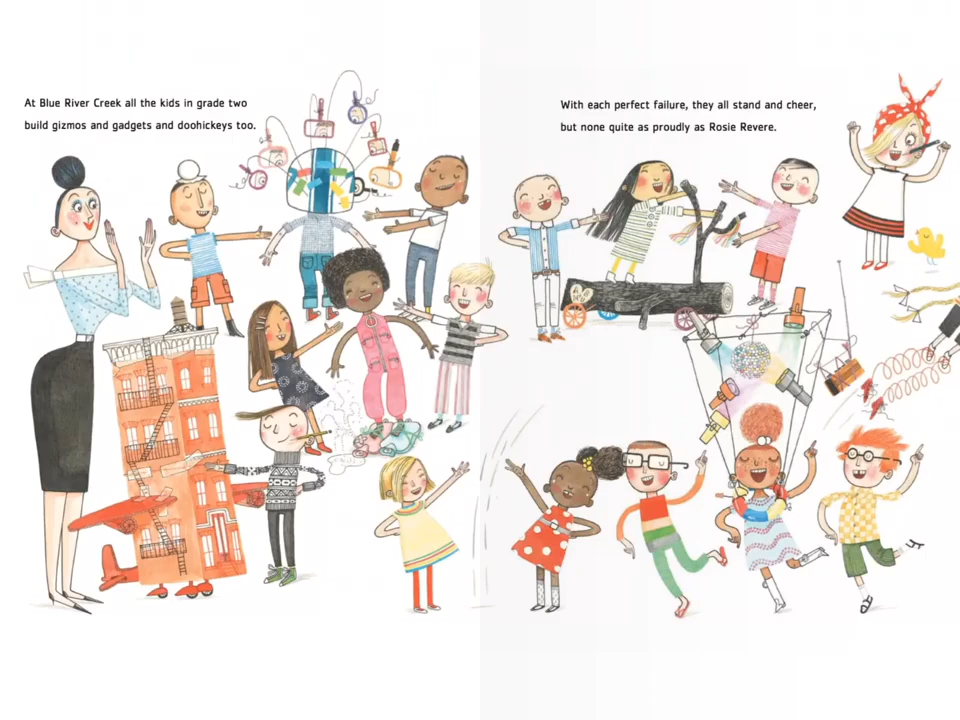 At Blue River Creek all the kids in grade two
build gizmos and gadgets and doohickeys too.
With each perfect failure, they all stand and cheer,
but none quite as proudly as Rosie Revere.